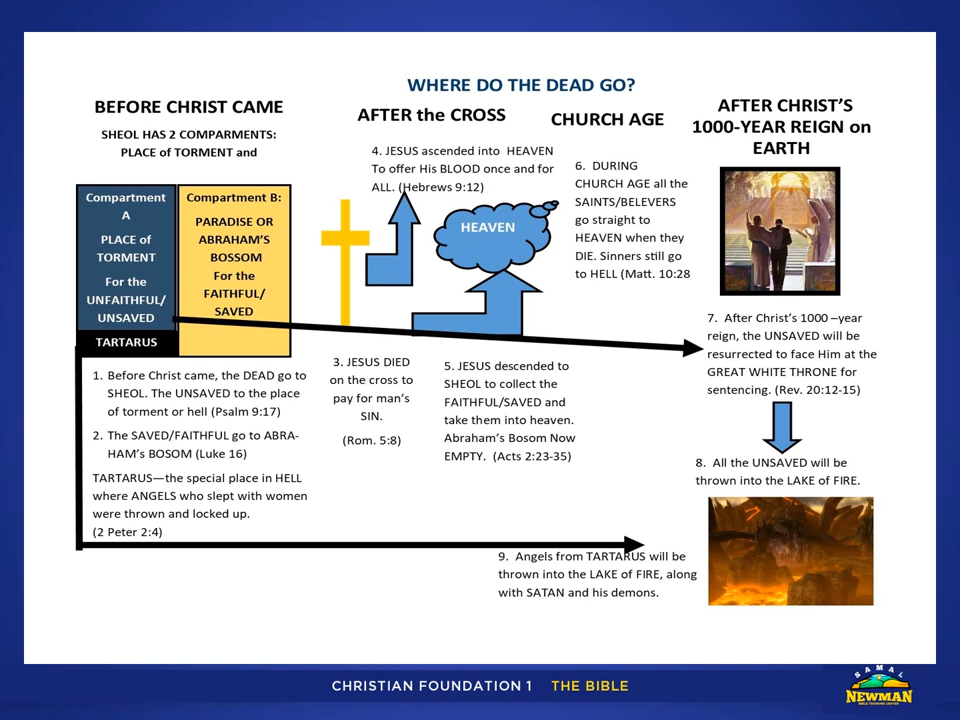 WHERE DO THE DEAD GO?
BEFORE CHRIST CAME
SHEOL HAS 2 COMPARMENTS:
PLACE of TORMENT and
Compartment
A
PLACE of
TORMENT
For the
UNFAITHFUL/
UNSAVED
TARTARUS
Compartment B:
PARADISE OR
ABRAHAM'S
BOSSOM
For the
FAITHFUL/
SAVED
1. Before Christ came, the DEAD go to
SHEOL. The UNSAVED to the place
of torment or hell (Psalm 9:17)
2. The SAVED/FAITHFUL go to ABRA-
HAM's BOSOM (Luke 16)
TARTARUS—the special place in HELL
where ANGELS who slept with women
were thrown and locked up.
(2 Peter 2:4)
AFTER the CROSS
3. JESUS DIED
on the cross to
pay for man's
SIN.
(Rom. 5:8)
4. JESUS ascended into HEAVEN
To offer His BLOOD once and for
ALL. (Hebrews 9:12)
HEAVEN
5. JESUS descended to
SHEOL to collect the
FAITHFUL/SAVED and
take them into heaven.
Abraham's Bosom Now
EMPTY. (Acts 2:23-35)
CHURCH AGE
6. DURING
CHURCH AGE all the
SAINTS/BELEVERS
go straight to
HEAVEN when they
DIE. Sinners still go
to HELL (Matt. 10:28
AFTER CHRIST'S
1000-YEAR REIGN on
EARTH
7. After Christ's 1000 –year
reign, the UNSAVED will be
resurrected to face Him at the
GREAT WHITE THRONE for
sentencing. (Rev. 20:12-15)
8. All the UNSAVED will be
thrown into the LAKE of FIRE.
9. Angels from TARTARUS will be
thrown into the LAKE of FIRE, along
with SATAN and his demons.
CHRISTIAN FOUNDATION 1 THE BIBLE
SAMAL
NEWMAN
BIBLE TRAINING CENTER